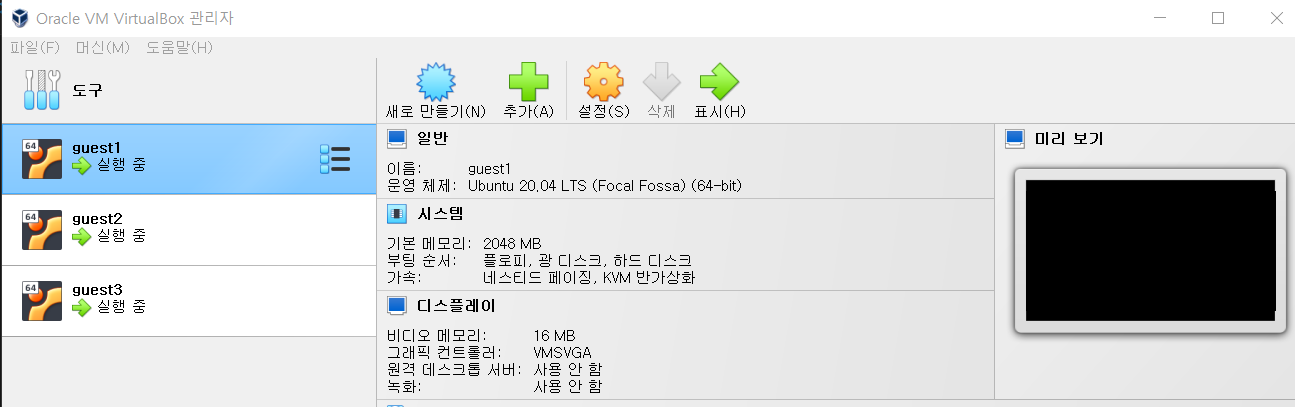 Oracle VM VirtualBox 관리자
파일(F) 머신(M) 도움말(H)
도구
새로 만들기(N) 추가(A) 설정(S) 삭제 표시(H)
64 guest1
실행 중
64 guest2
실행 중
64 guest3
실행 중
일반
이름: guest1
운영 체제: Ubuntu 20.04 LTS (Focal Fossa) (64-bit)
시스템
기본 메모리: 2048 MB
부팅 순서: 플로피, 광 디스크, 하드 디스크
가속: 네스티드 페이징, KVM 반가상화
디스플레이
비디오 메모리: 16 MB
그래픽 컨트롤러: VMSVGA
원격 데스크톱 서버: 사용 안 함
녹화: 사용 안 함
미리 보기